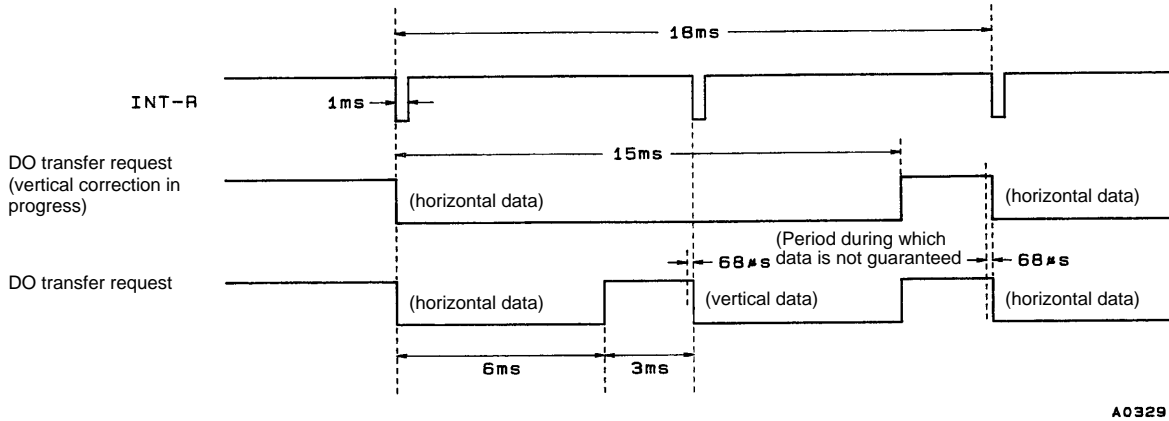 18ms
INT-R
1ms
15ms
DO transfer request
(vertical correction in
progress)
(horizontal data)
(horizontal data)
(Period during which
data is not guaranteed
68µs
68µs
DO transfer request
(horizontal data)
(vertical data)
(horizontal data)
6ms
3ms
A0329